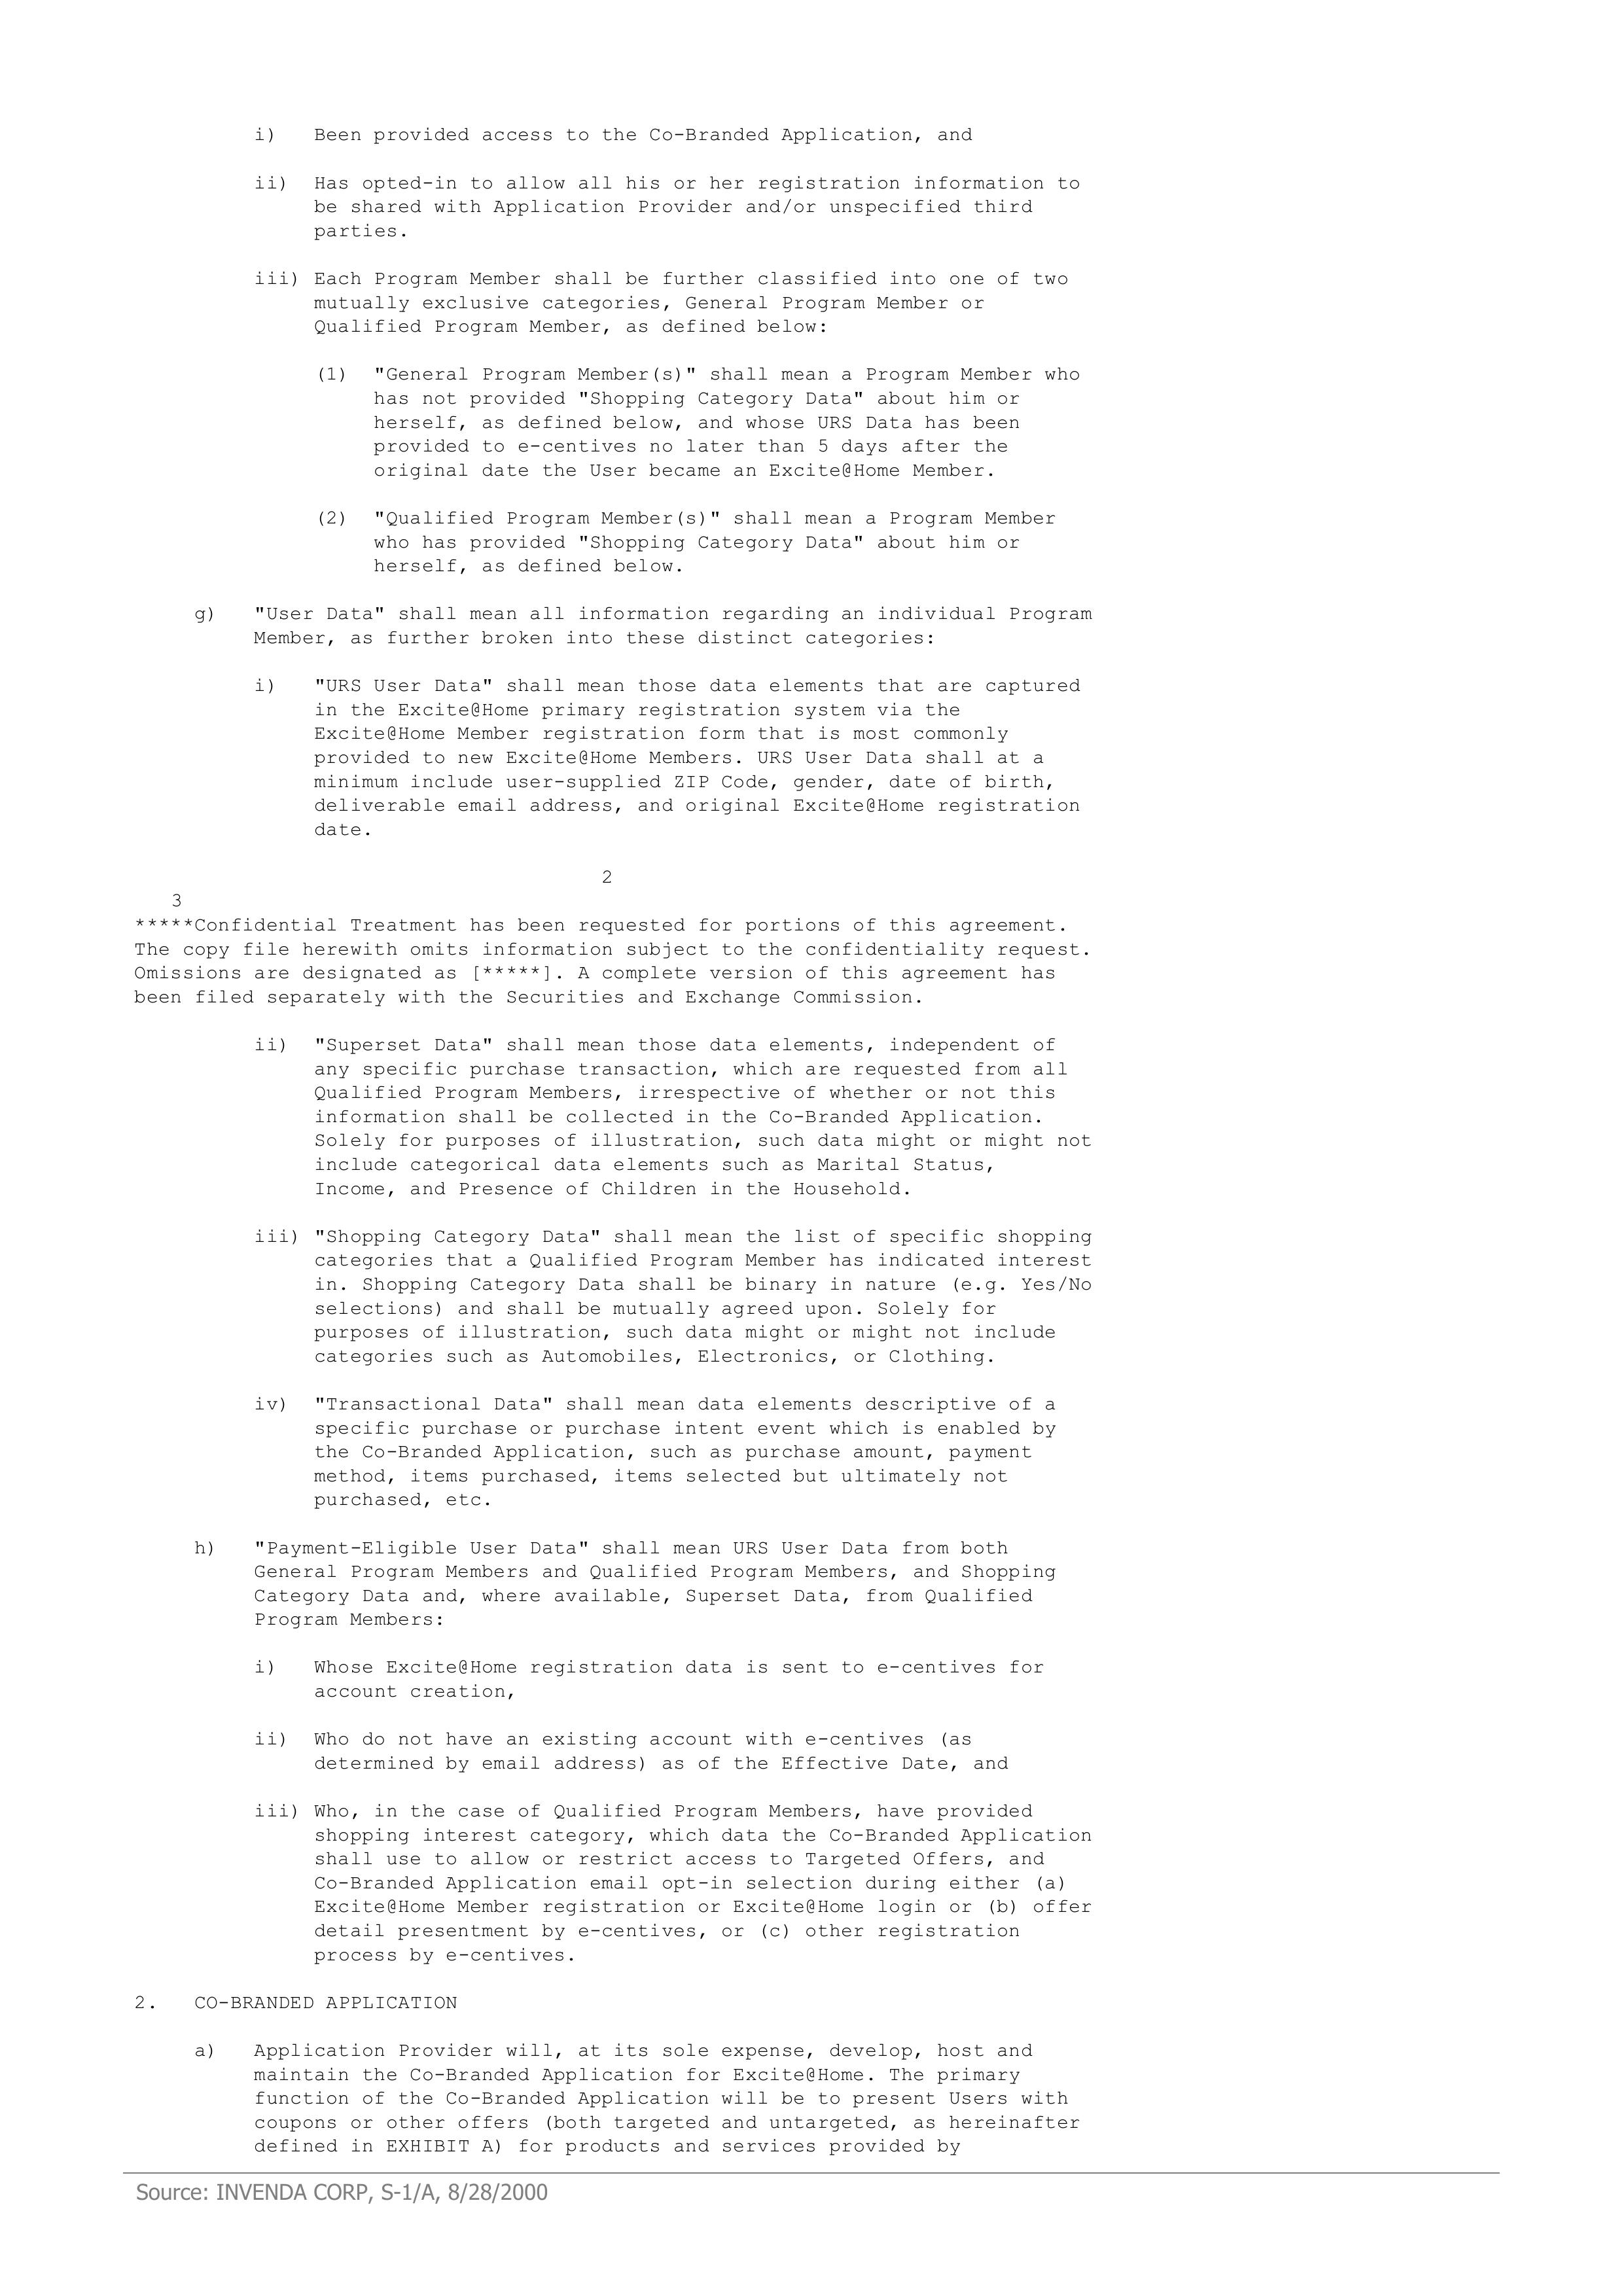 i) Been provided access to the Co-Branded Application, and
ii) Has opted-in to allow all his or her registration information to
be shared with Application Provider and/or unspecified third
parties.
iii) Each Program Member shall be further classified into one of two
mutually exclusive categories, General Program Member or
Qualified Program Member, as defined below:
(1) "General Program Member(s)" shall mean a Program Member who
has not provided "Shopping Category Data" about him or
herself, as defined below, and whose URS Data has been
provided to e-centives no later than 5 days after the
original date the User became an Excite@Home Member.
(2) "Qualified Program Member(s)" shall mean a Program Member
who has provided "Shopping Category Data" about him or
herself, as defined below.
g) "User Data" shall mean all information regarding an individual Program
Member, as further broken into these distinct categories:
i) "URS User Data" shall mean those data elements that are captured
in the Excite@Home primary registration system via the
Excite@Home Member registration form that is most commonly
provided to new Excite@Home Members. URS User Data shall at a
minimum include user-supplied ZIP Code, gender, date of birth,
deliverable email address, and original Excite@Home registration
date.
2
3
*****Confidential Treatment has been requested for portions of this agreement.
The copy file herewith omits information subject to the confidentiality request.
Omissions are designated as [*****]. A complete version of this agreement has
been filed separately with the Securities and Exchange Commission.
ii) "Superset Data" shall mean those data elements, independent of
any specific purchase transaction, which are requested from all
Qualified Program Members, irrespective of whether or not this
information shall be collected in the Co-Branded Application.
Solely for purposes of illustration, such data might or might not
include categorical data elements such as Marital Status,
Income, and Presence of Children in the Household.
iii) "Shopping Category Data" shall mean the list of specific shopping
categories that a Qualified Program Member has indicated interest
in. Shopping Category Data shall be binary in nature (e.g. Yes/No
selections) and shall be mutually agreed upon. Solely for
purposes of illustration, such data might or might not include
categories such as Automobiles, Electronics, or Clothing.
iv) "Transactional Data" shall mean data elements descriptive of a
specific purchase or purchase intent event which is enabled by
the Co-Branded Application, such as purchase amount, payment
method, items purchased, items selected but ultimately not
purchased, etc.
h) "Payment-Eligible User Data" shall mean URS User Data from both
General Program Members and Qualified Program Members, and Shopping
Category Data and, where available, Superset Data, from Qualified
Program Members:
i) Whose Excite@Home registration data is sent to e-centives for
account creation,
ii) Who do not have an existing account with e-centives (as
determined by email address) as of the Effective Date, and
iii) Who, in the case of Qualified Program Members, have provided
shopping interest category, which data the Co-Branded Application
shall use to allow or restrict access to Targeted Offers, and
Co-Branded Application email opt-in selection during either (a)
Excite@Home Member registration or Excite@Home login or (b) offer
detail presentment by e-centives, or (c) other registration
process by e-centives.
2. CO-BRANDED APPLICATION
a) Application Provider will, at its sole expense, develop, host and
maintain the Co-Branded Application for Excite@Home. The primary
function of the Co-Branded Application will be to present Users with
coupons or other offers (both targeted and untargeted, as hereinafter
defined in EXHIBIT A) for products and services provided by
Source: INVENDA CORP, S-1/A, 8/28/2000